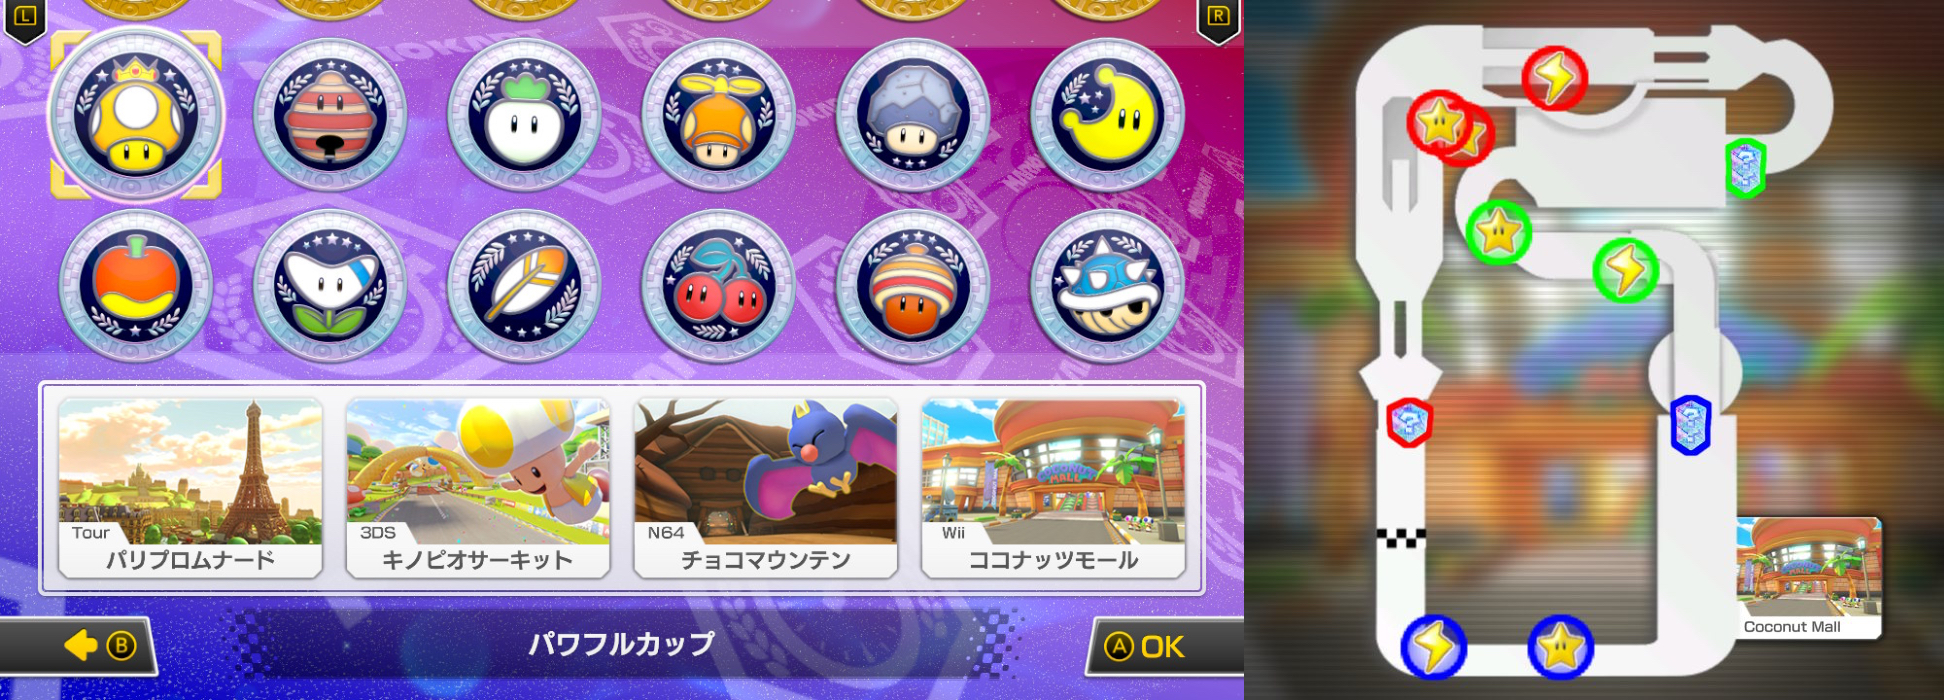 L
R
Tour
パリプロムナード
3DS
キノピオサーキット
N64
チョコマウンテン
Wii
COCONUT
MALL
ココナッツモール
B
パワフルカップ
A OK
Coconut Mall